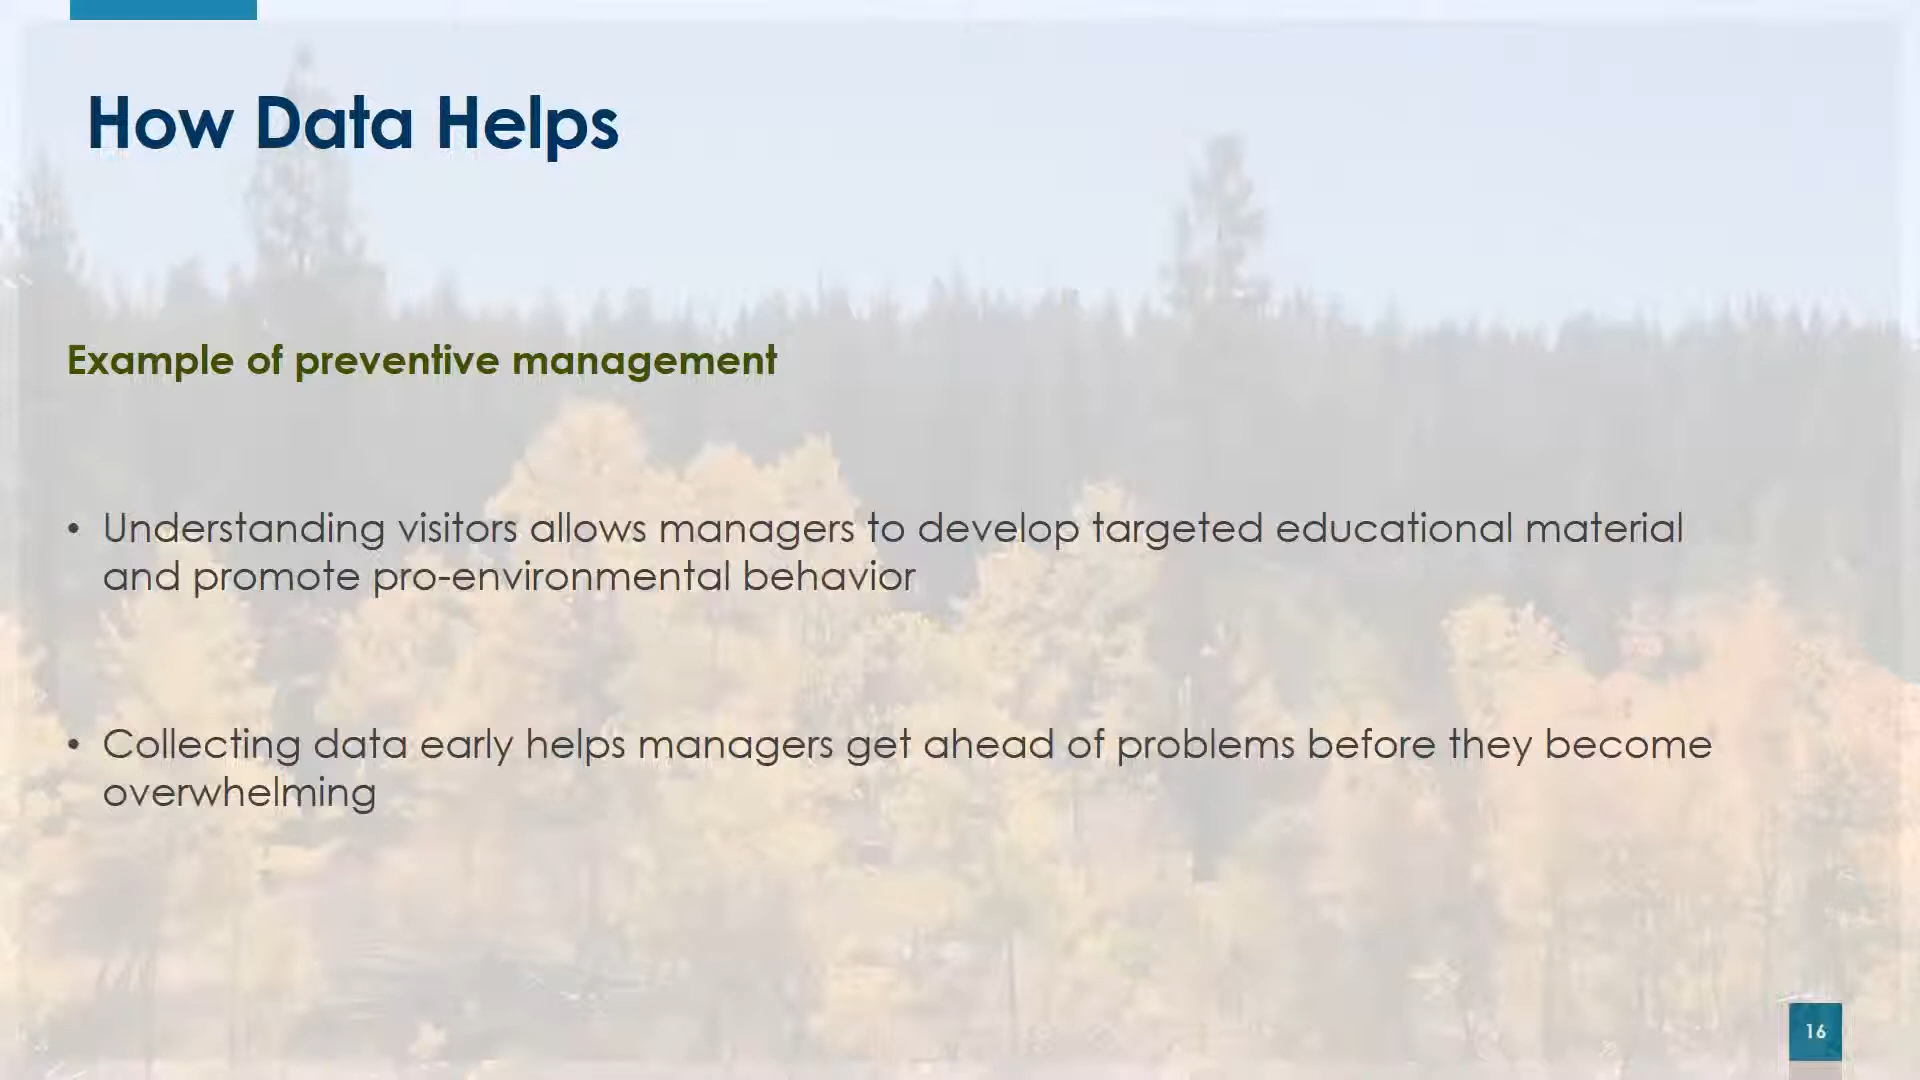 How Data Helps
Example of preventive management
• Understanding visitors allows managers to develop targeted educational material
and promote pro-environmental behavior
• Collecting data early helps managers get ahead of problems before they become
overwhelming
16